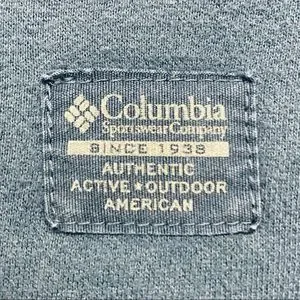 Columbia
Sportswear Company
SINCE 1938
AUTHENTIC
ACTIVE★OUTDOOR
AMERICAN